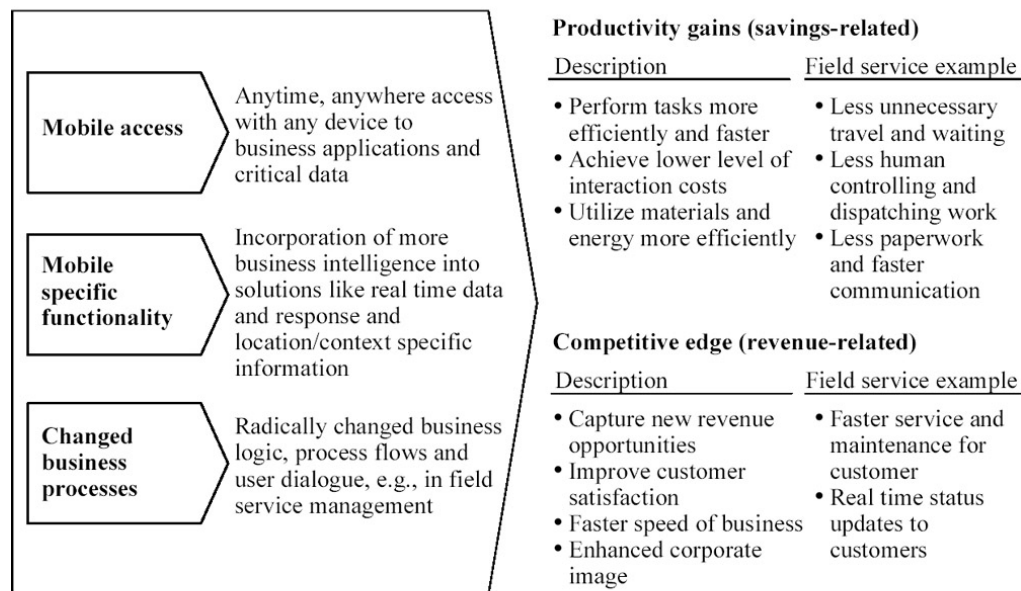 Mobile access
Anytime, anywhere access
with any device to
business applications and
critical data
Mobile
specific
functionality
Incorporation of more
business intelligence into
solutions like real time data
and response and
location/context specific
information
Changed
business
processes
Radically changed business
logic, process flows and
user dialogue, e.g., in field
service management
Productivity gains (savings-related)
Description
• Perform tasks more
efficiently and faster
• Achieve lower level of
interaction costs
• Utilize materials and
energy more efficiently
Field service example
• Less unnecessary
travel and waiting
• Less human
controlling and
dispatching work
• Less paperwork
and faster
communication
Competitive edge (revenue-related)
Description
• Capture new revenue
opportunities
• Improve customer
satisfaction
• Faster speed of business
• Enhanced corporate
image
Field service example
• Faster service and
maintenance for
customer
• Real time status
updates to
customers